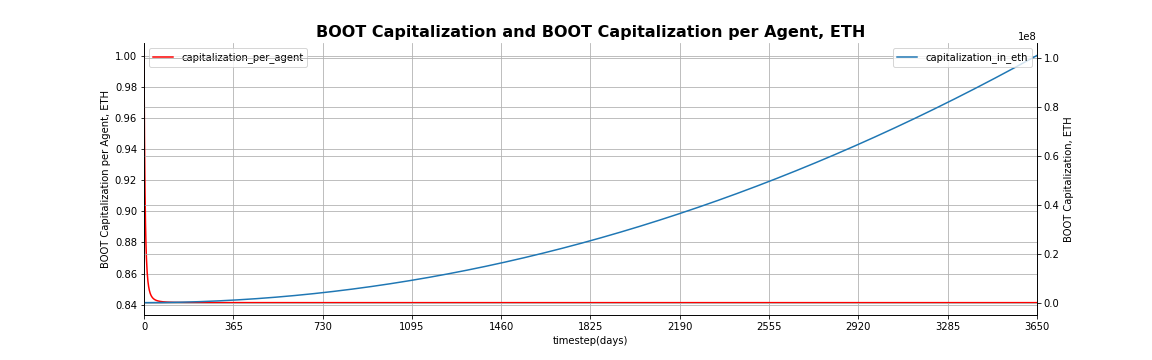 BOOT Capitalization and BOOT Capitalization per Agent, ETH
1e8
capitalization_per_agent
capitalization_in_eth
BOOT Capitalization per Agent, ETH
1.00
0.98
0.96
0.94
0.92
0.90
0.88
0.86
0.84
1.0
0.8
0.6
0.4
0.2
0.0
BOOT Capitalization, ETH
0 365 730 1095 1460 1825 2190 2555 2920 3285 3650
timestep(days)